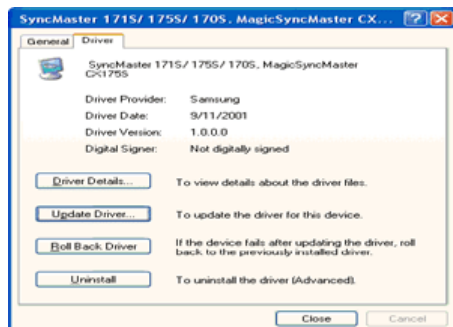 SyncMaster 171S/ 175S/ 170S, MagicSyncMaster CX...
General Driver
SyncMaster 171S/ 175S/ 170S, MagicSyncMaster
CX175S
Driver Provider: Samsung
Driver Date: 9/11/2001
Driver Version: 1.0.0.0
Digital Signer: Not digitally signed
Driver Details... To view details about the driver files.
Update Driver... To update the driver for this device.
Roll Back Driver If the device fails after updating the driver, roll
back to the previously installed driver.
Uninstall To uninstall the driver (Advanced).
Close Cancel